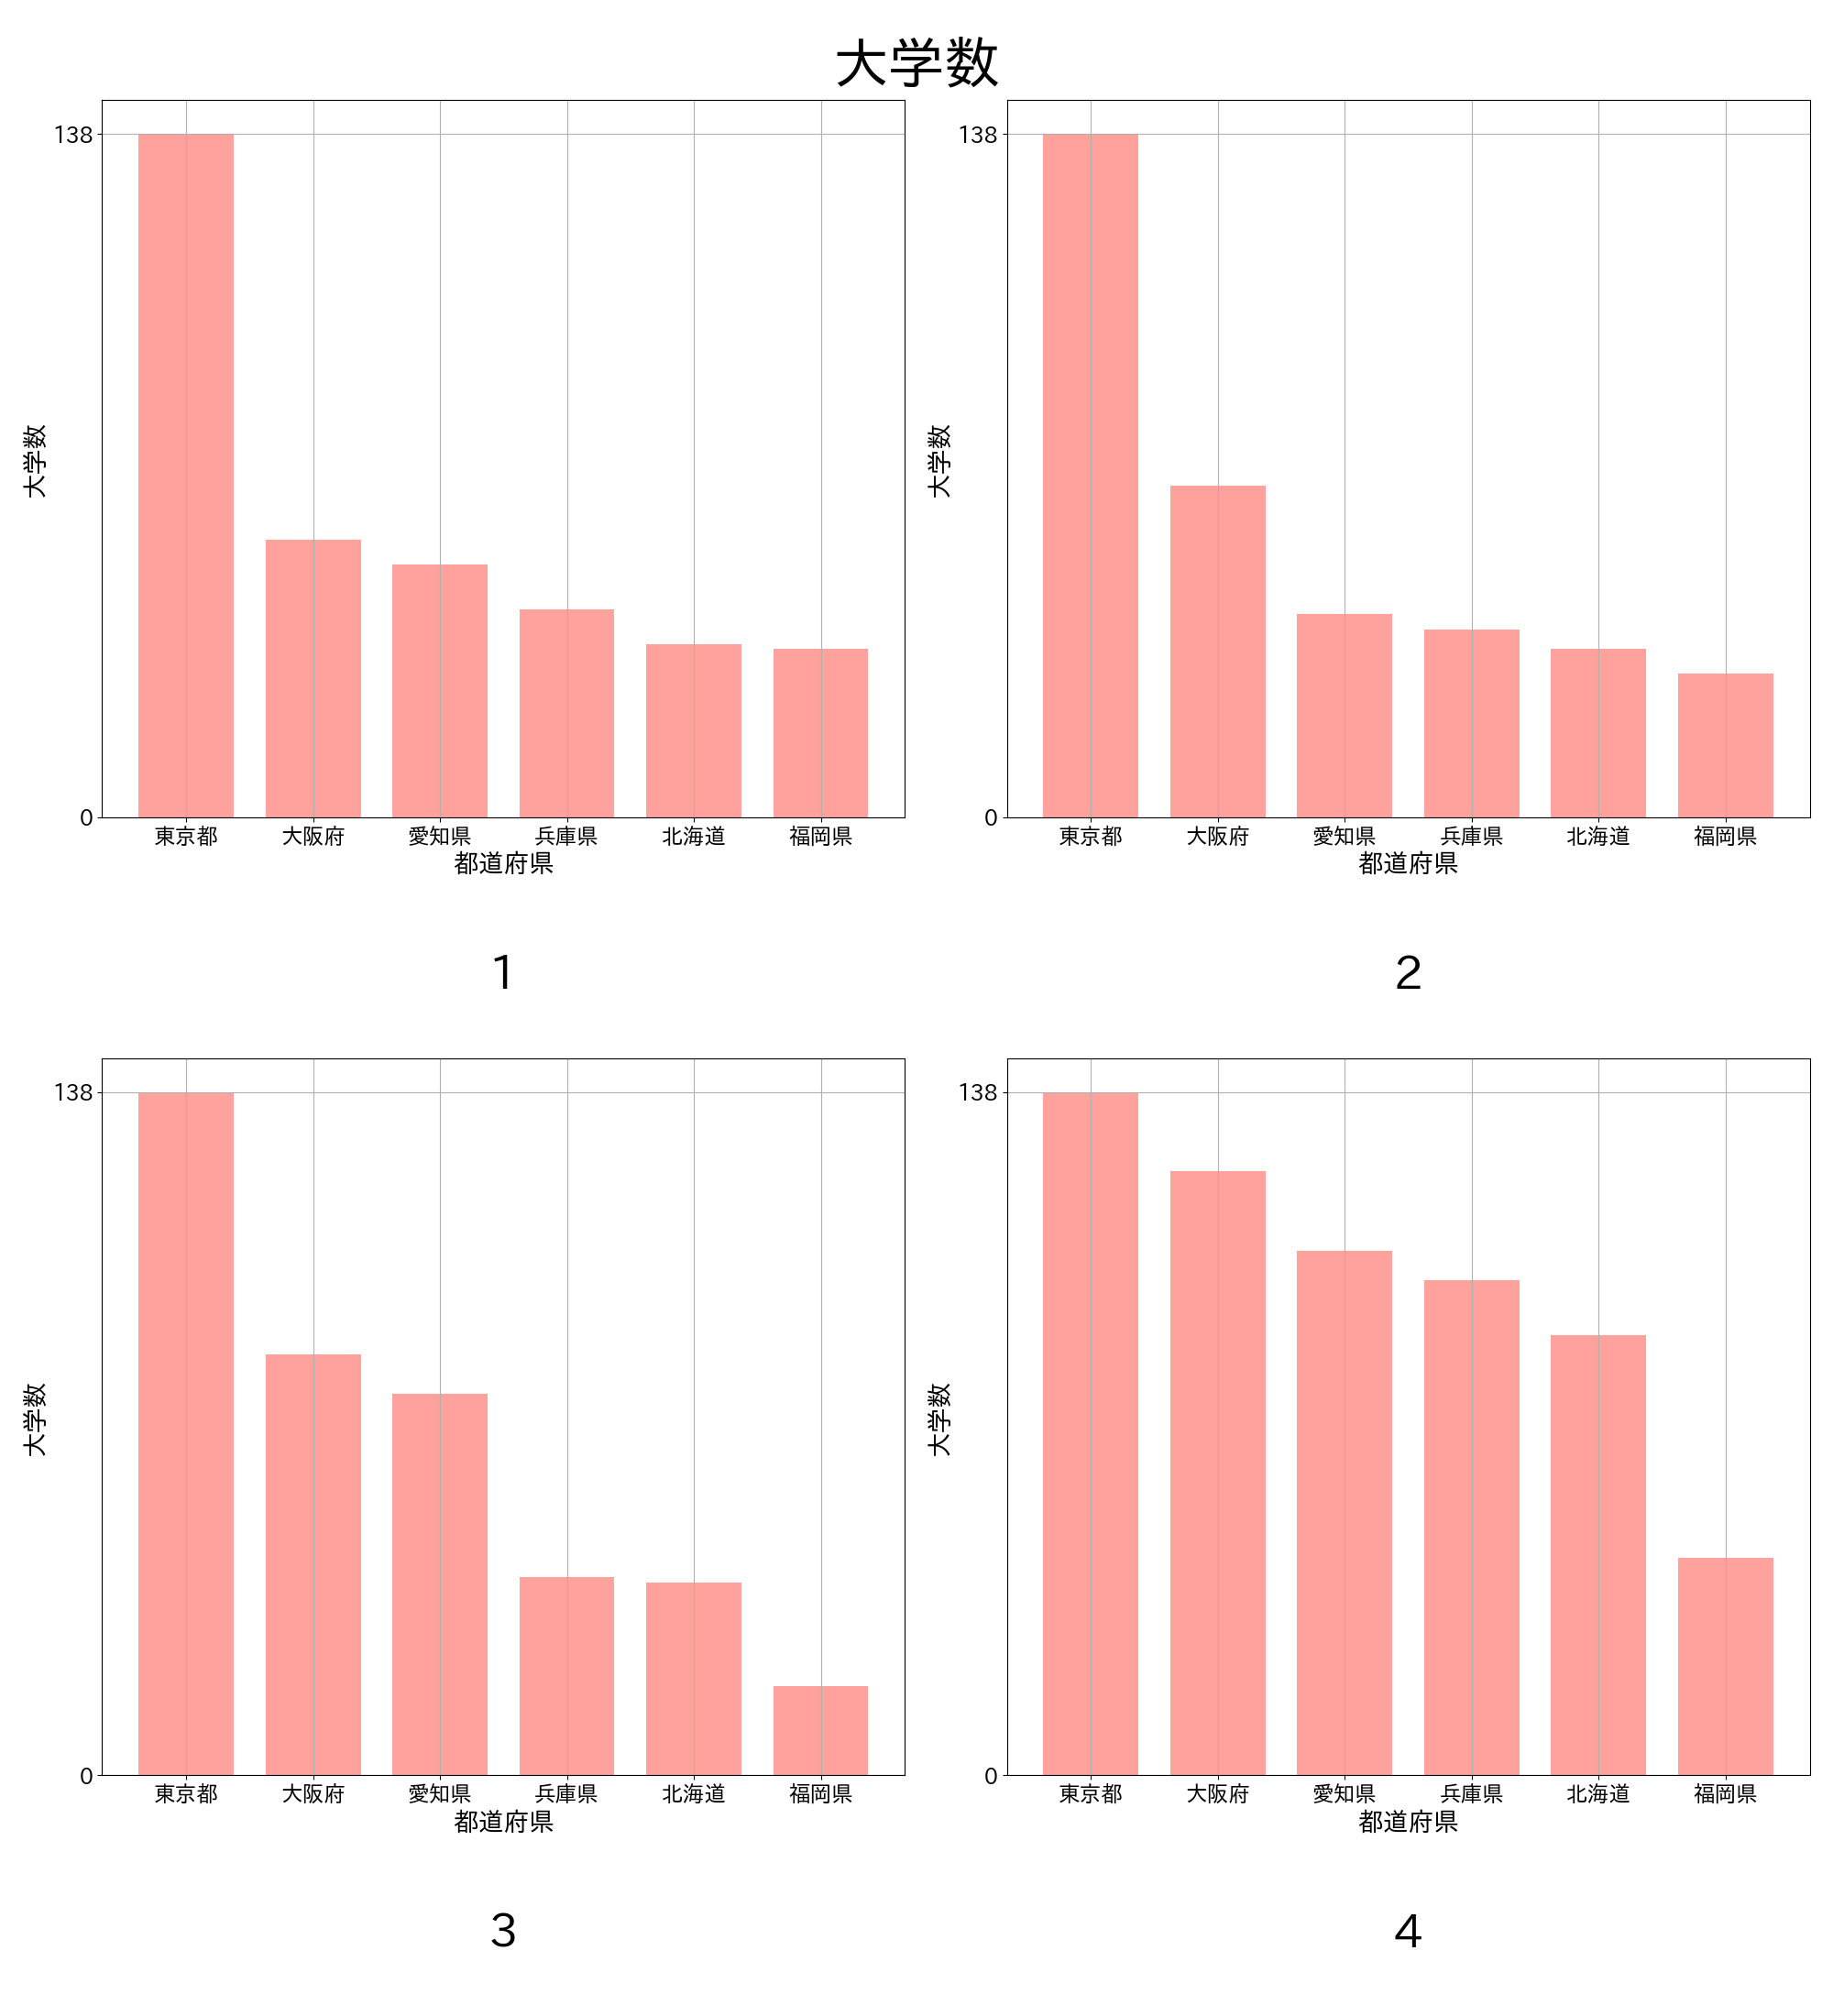 大学数
138
0
大学数
東京都 大阪府 愛知県 兵庫県 北海道 福岡県
都道府県
1
138
0
大学数
東京都 大阪府 愛知県 兵庫県 北海道 福岡県
都道府県
2
138
0
大学数
東京都 大阪府 愛知県 兵庫県 北海道 福岡県
都道府県
3
138
0
大学数
東京都 大阪府 愛知県 兵庫県 北海道 福岡県
都道府県
4